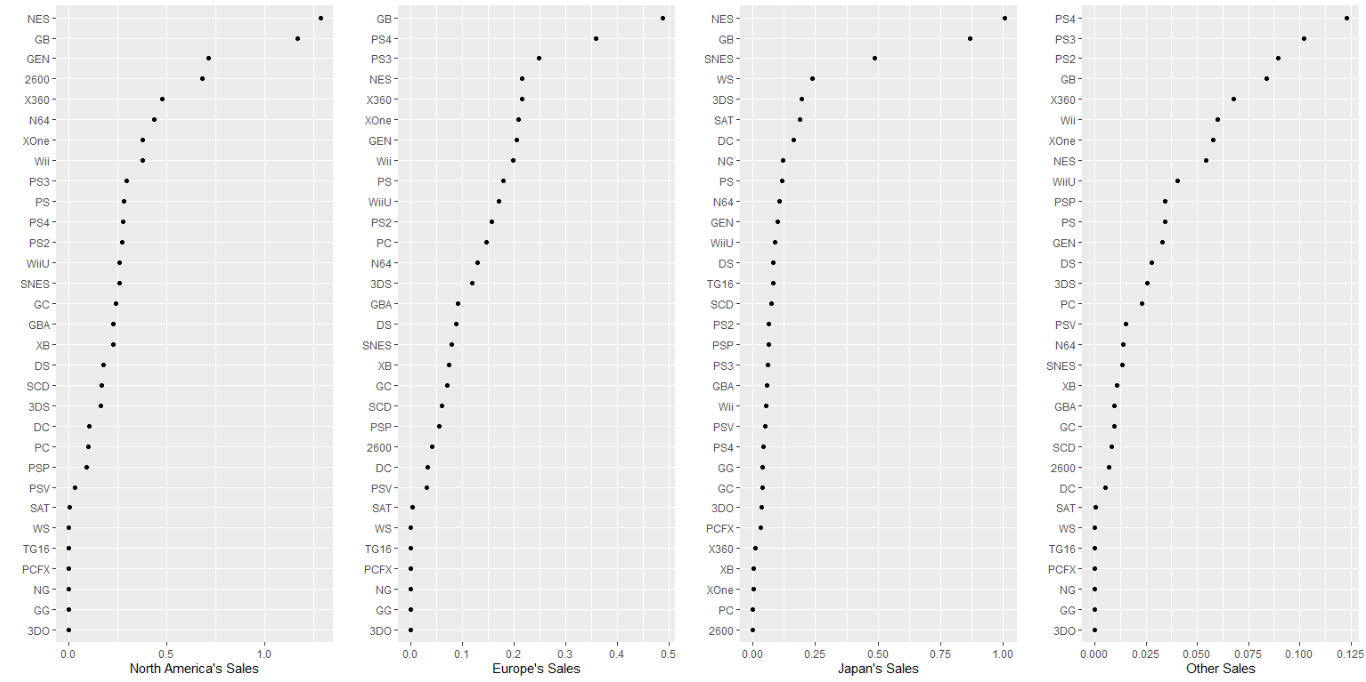 NES
GB
GEN
2600
X360
N64
XOne
Wii
PS3
PS
PS4
PS2
WiiU
SNES
GC
GBA
XB
DS
SCD
3DS
DC
PC
PSP
PSV
SAT
WS
TG16
PCFX
NG
GG
3DO
0.0 0.5 1.0
North America's Sales
GB
PS4
PS3
NES
X360
XOne
GEN
Wii
PS
WiiU
PS2
PC
N64
3DS
GBA
DS
SNES
XB
GC
SCD
PSP
2600
DC
PSV
SAT
WS
TG16
PCFX
NG
GG
3DO
0.0 0.1 0.2 0.3 0.4 0.5
Europe's Sales
NES
GB
SNES
WS
3DS
SAT
DC
NG
PS
N64
GEN
WiiU
DS
TG16
SCD
PS2
PSP
PS3
GBA
Wii
PSV
PS4
GG
GC
3DO
PCFX
X360
XB
XOne
PC
2600
0.00 0.25 0.50 0.75 1.00
Japan's Sales
PS4
PS3
PS2
GB
X360
Wii
XOne
NES
WiiU
PSP
PS
GEN
DS
3DS
PC
PSV
N64
SNES
XB
GBA
GC
SCD
2600
DC
SAT
WS
TG16
PCFX
NG
GG
3DO
0.000 0.025 0.050 0.075 0.100 0.125
Other Sales